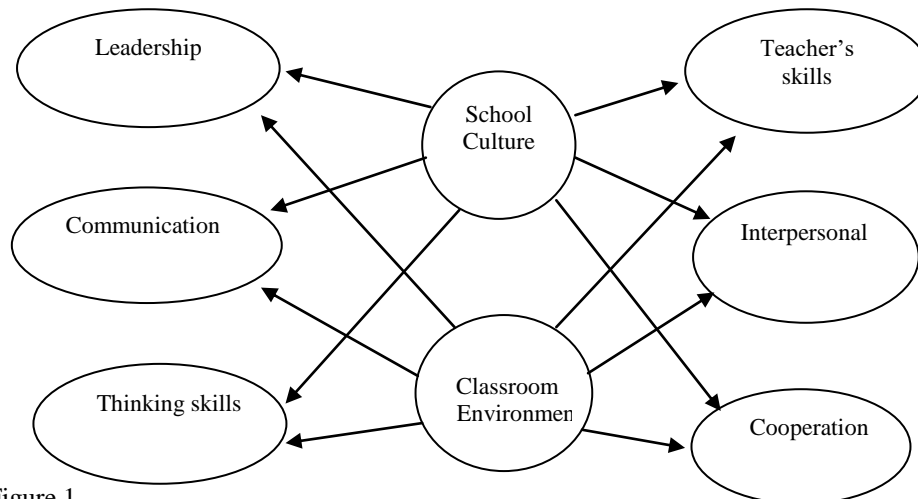 Leadership
Teacher's
skills
School
Culture
Communication
Interpersonal
Classroom
Environmen
Thinking skills
Cooperation
igure 1